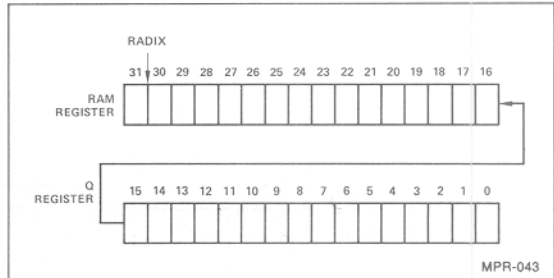 RADIX
31 30 29 28 27 26 25 24 23 22 21 20 19 18 17 16
RAM
REGISTER
Q
REGISTER
15 14 13 12 11 10 9 8 7 6 5 4 3 2 1 0
MPR-043